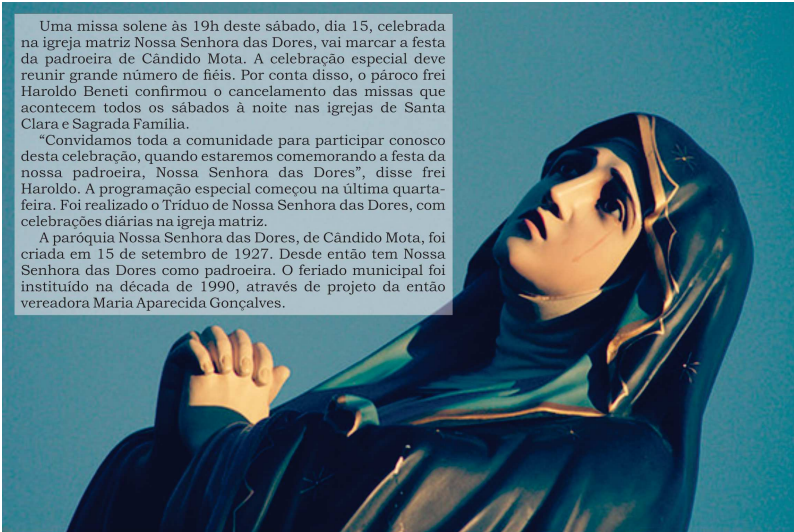 Uma missa solene às 19h deste sábado, dia 15, celebrada
na igreja matriz Nossa Senhora das Dores, vai marcar a festa
da padroeira de Cândido Mota. A celebração especial deve
reunir grande número de fiéis. Por conta disso, o pároco frei
Haroldo Beneti confirmou o cancelamento das missas que
acontecem todos os sábados à noite nas igrejas de Santa
Clara e Sagrada Família.
“Convidamos toda a comunidade para participar conosco
desta celebração, quando estaremos comemorando a festa da
nossa padroeira, Nossa Senhora das Dores”, disse frei
Haroldo. A programação especial começou na última quarta-
feira. Foi realizado o Tríduo de Nossa Senhora das Dores, com
celebrações diárias na igreja matriz.
A paróquia Nossa Senhora das Dores, de Cândido Mota, foi
criada em 15 de setembro de 1927. Desde então tem Nossa
Senhora das Dores como padroeira. O feriado municipal foi
instituído na década de 1990, através de projeto da então
vereadora Maria Aparecida Gonçalves.